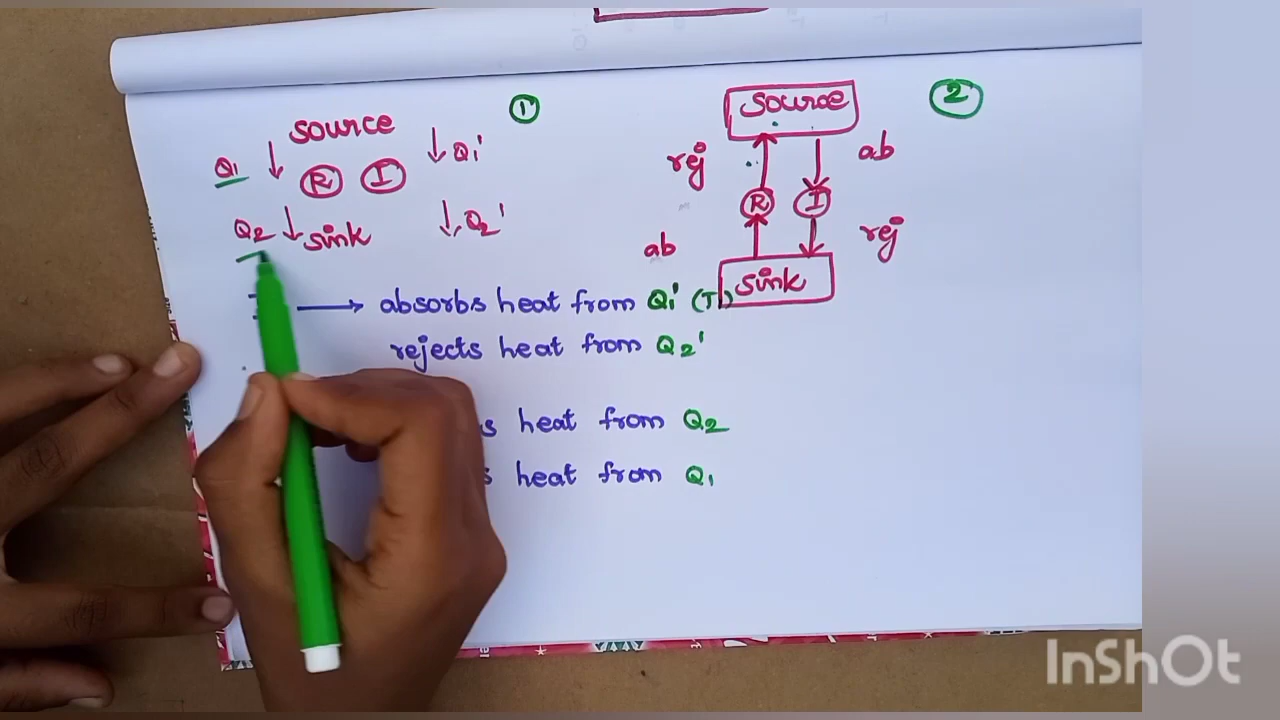 ①
Source
Q1 Q1'
R I
Q2 sink Q2'
②
Source
rej ab
R I
ab rej
sink
absorbs heat from Q1' (T1)
rejects heat from Q2'
heat from Q2
heat from Q1
InShOt